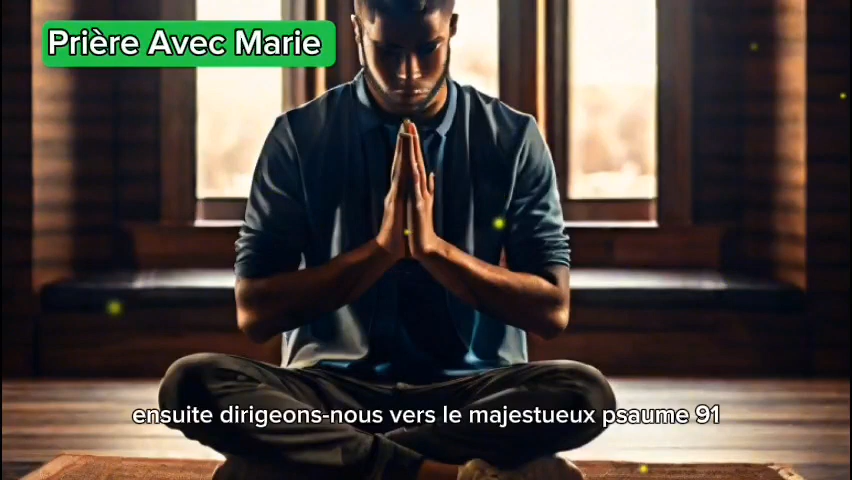 Prière Avec Marie
ensuite dirigeons-nous vers le majestueux psaume 91